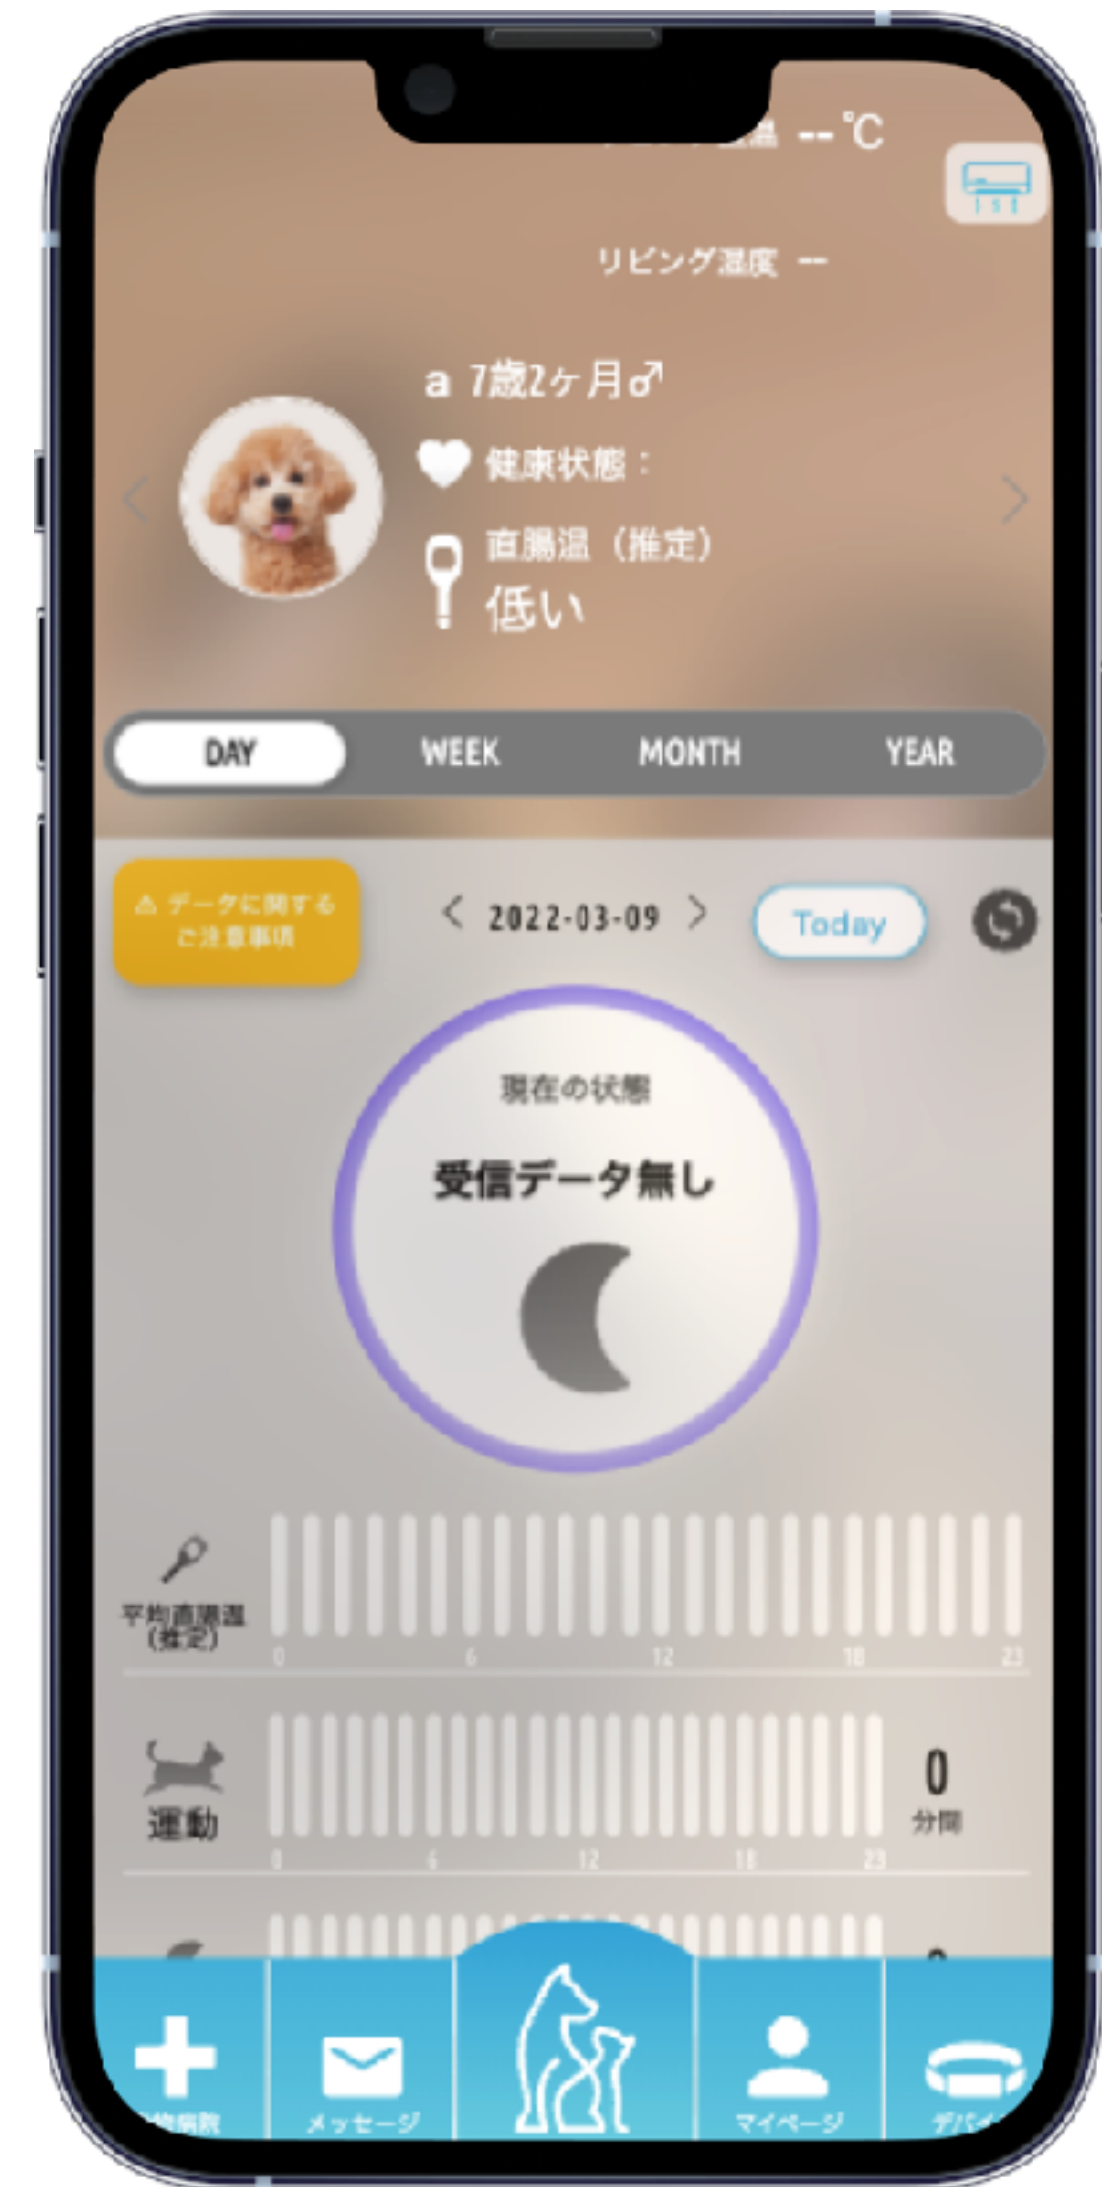 --℃
リビング湿度 --
a 7歳2ヶ月♂
健康状態：
直腸温（推定）
低い
DAY WEEK MONTH YEAR
⚠ データに関する
ご注意事項
< 2022-03-09 >
Today
現在の状態
受信データ無し
平均直腸温
(推定)
0 6 12 18 23
運動
0
分間
0 6 12 18 23
メッセージ
マイページ